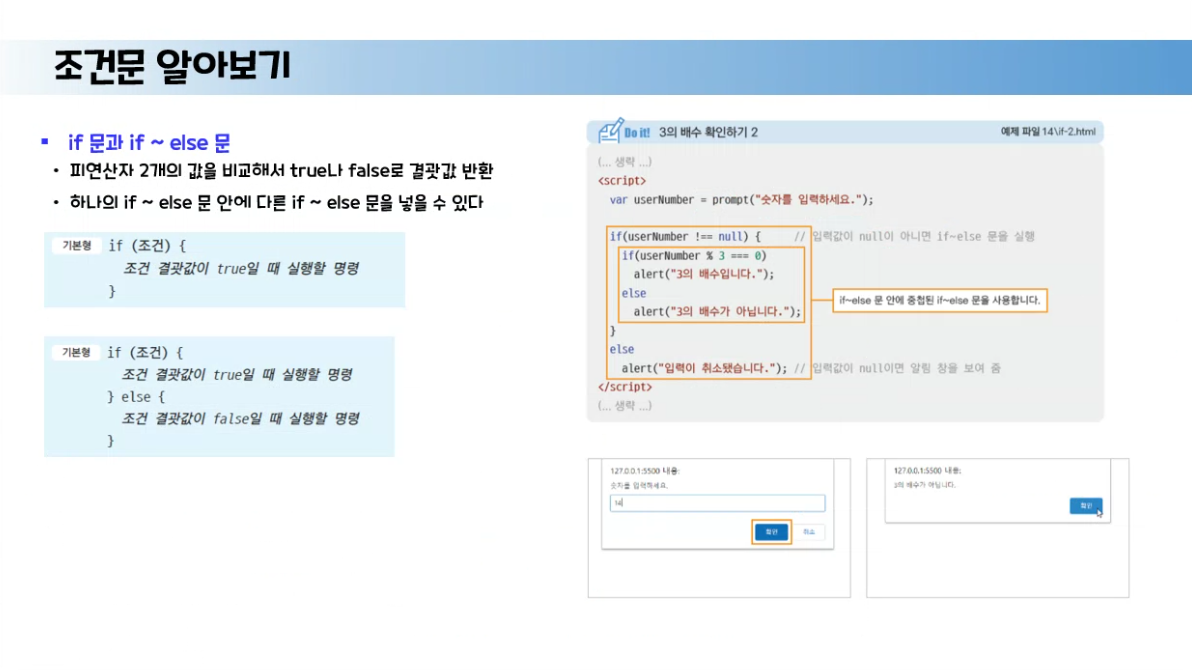 조건문 알아보기
▪ if 문과 if ~ else 문
• 피연산자 2개의 값을 비교해서 true나 false로 결괏값 반환
• 하나의 if ~ else 문 안에 다른 if ~ else 문을 넣을 수 있다
기본형 if (조건) {
조건 결괏값이 true일 때 실행할 명령
}
기본형 if (조건) {
조건 결괏값이 true일 때 실행할 명령
} else {
조건 결괏값이 false일 때 실행할 명령
}
Do it! 3의 배수 확인하기 2 예제 파일 14\if-2.html
(... 생략 ...)
<script>
var userNumber = prompt("숫자를 입력하세요.");
if(userNumber !== null) { // 입력값이 null이 아니면 if~else 문을 실행
if(userNumber % 3 === 0)
alert("3의 배수입니다.");
else
alert("3의 배수가 아닙니다.");
if~else 문 안에 중첩된 if~else 문을 사용합니다.
}
else
alert("입력이 취소됐습니다."); // 입력값이 null이면 알림 창을 보여 줌
</script>
(... 생략 ...)
127.0.0.1:5500 내용:
숫자를 입력하세요.
14
확인 취소
127.0.0.1:5500 내용:
3의 배수가 아닙니다.
확인